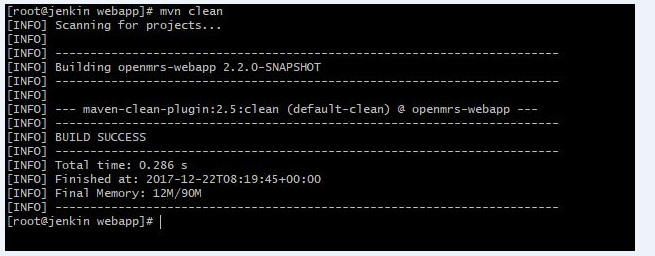 [root@jenkin webapp]# mvn clean
[INFO] Scanning for projects...
[INFO]
[INFO] ------------------------------------------------------------------------
[INFO] Building openmrs-webapp 2.2.0-SNAPSHOT
[INFO] ------------------------------------------------------------------------
[INFO]
[INFO] --- maven-clean-plugin:2.5:clean (default-clean) @ openmrs-webapp ---
[INFO] ------------------------------------------------------------------------
[INFO] BUILD SUCCESS
[INFO] ------------------------------------------------------------------------
[INFO] Total time: 0.286 s
[INFO] Finished at: 2017-12-22T08:19:45+00:00
[INFO] Final Memory: 12M/90M
[INFO] ------------------------------------------------------------------------
[root@jenkin webapp]#